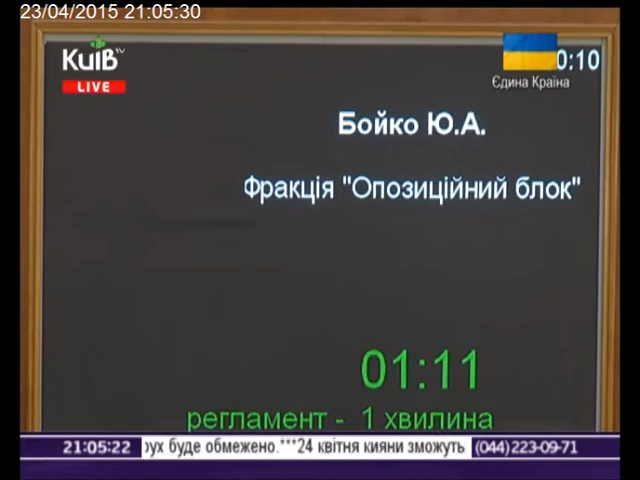 23/04/2015 21:05:30
КиїВ tv
LIVE
0:10
Єдина Країна
Бойко Ю.А.
Фракція "Опозиційний блок"
01:11
регламент - 1 хвилина
21:05:22 рух буде обмежено.***24 квітня кияни зможуть (044)223-09-71